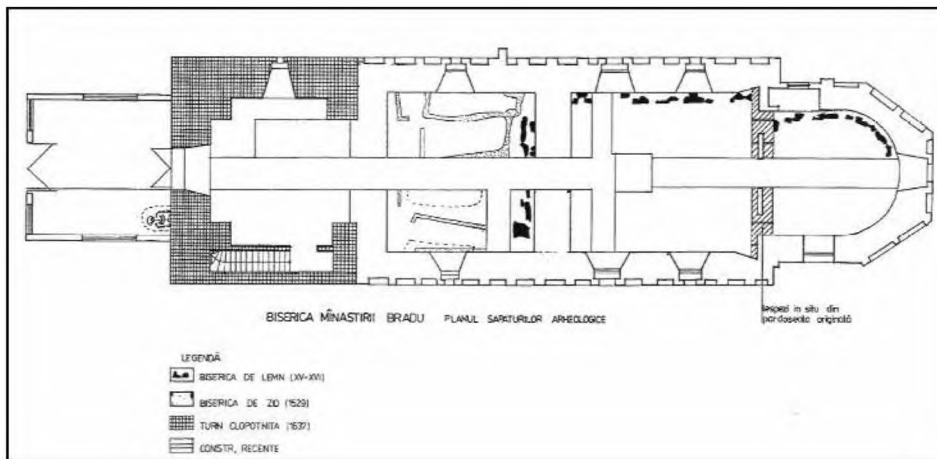 BISERICA MÎNASTIRII BRADU PLANUL SAPATURILOR ARHEOLOGICE
lespezi in situ din
pardoseala originală
LEGENDĂ
BISERICA DE LEMN (XV-XVI)
BISERICA DE ZID (1529)
TURN CLOPOTNITA (1637)
CONSTR, RECENTE